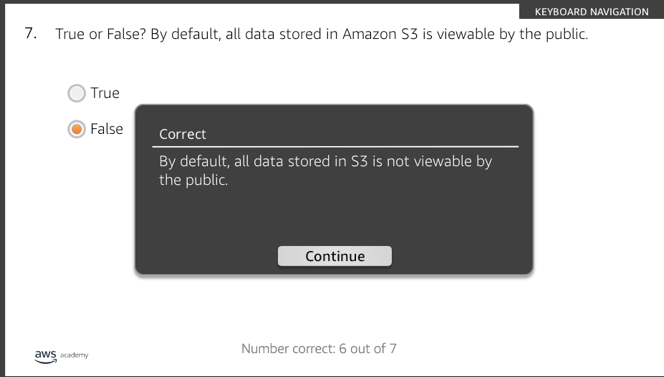 KEYBOARD NAVIGATION
7. True or False? By default, all data stored in Amazon S3 is viewable by the public.
True
False
Correct
By default, all data stored in S3 is not viewable by
the public.
Continue
Number correct: 6 out of 7
aws academy